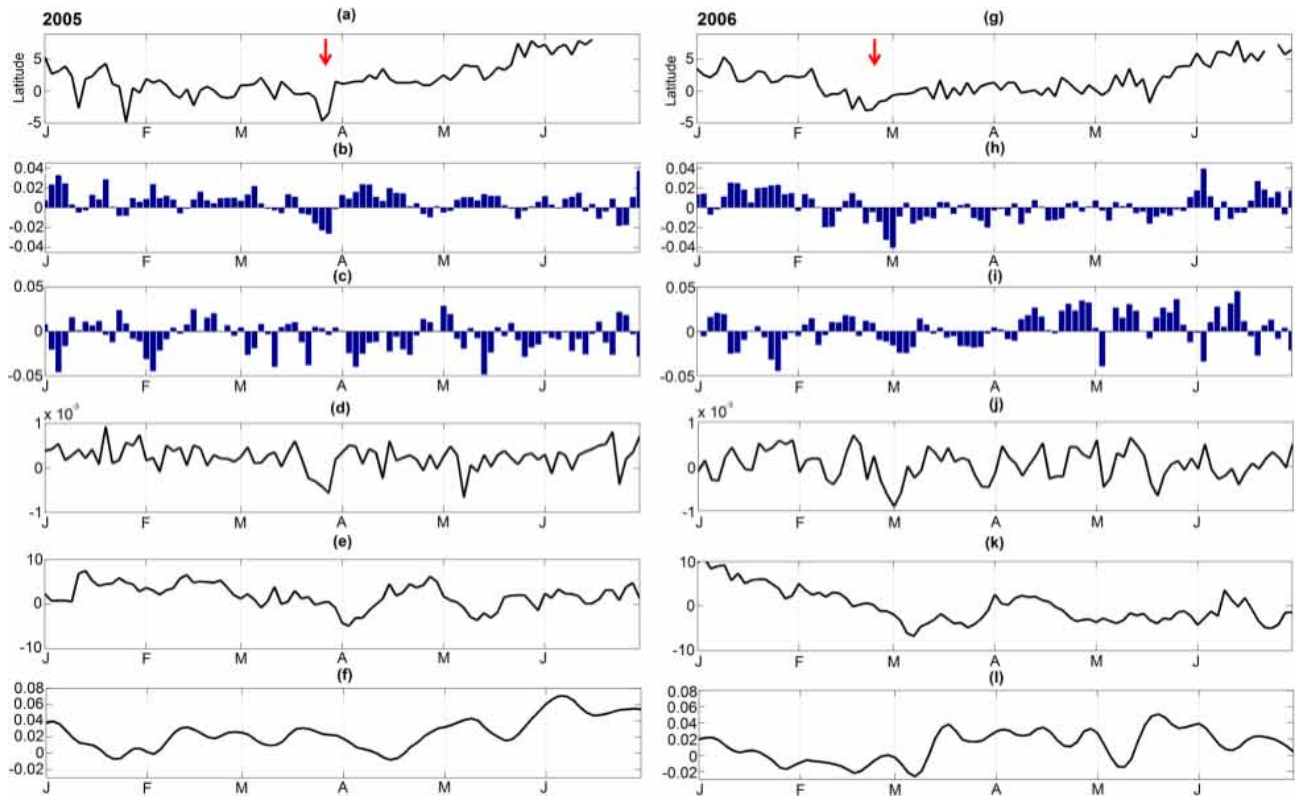 2005
(a)
Latitude
5
0
-5
J F M A M J
(b)
0.04
0.02
0
-0.02
-0.04
J F M A M J
(c)
0.05
0
-0.05
J F M A M J
(d)
1 x 10⁻⁵
0
-1
J F M A M J
(e)
10
0
-10
J F M A M J
(f)
0.08
0.06
0.04
0.02
0
-0.02
J F M A M J
2006
(g)
Latitude
5
0
-5
J F M A M J
(h)
0.04
0.02
0
-0.02
-0.04
J F M A M J
(i)
0.05
0
-0.05
J F M A M J
(j)
1 x 10⁻⁵
0
-1
J F M A M J
(k)
10
0
-10
J F M A M J
(l)
0.08
0.06
0.04
0.02
0
-0.02
J F M A M J